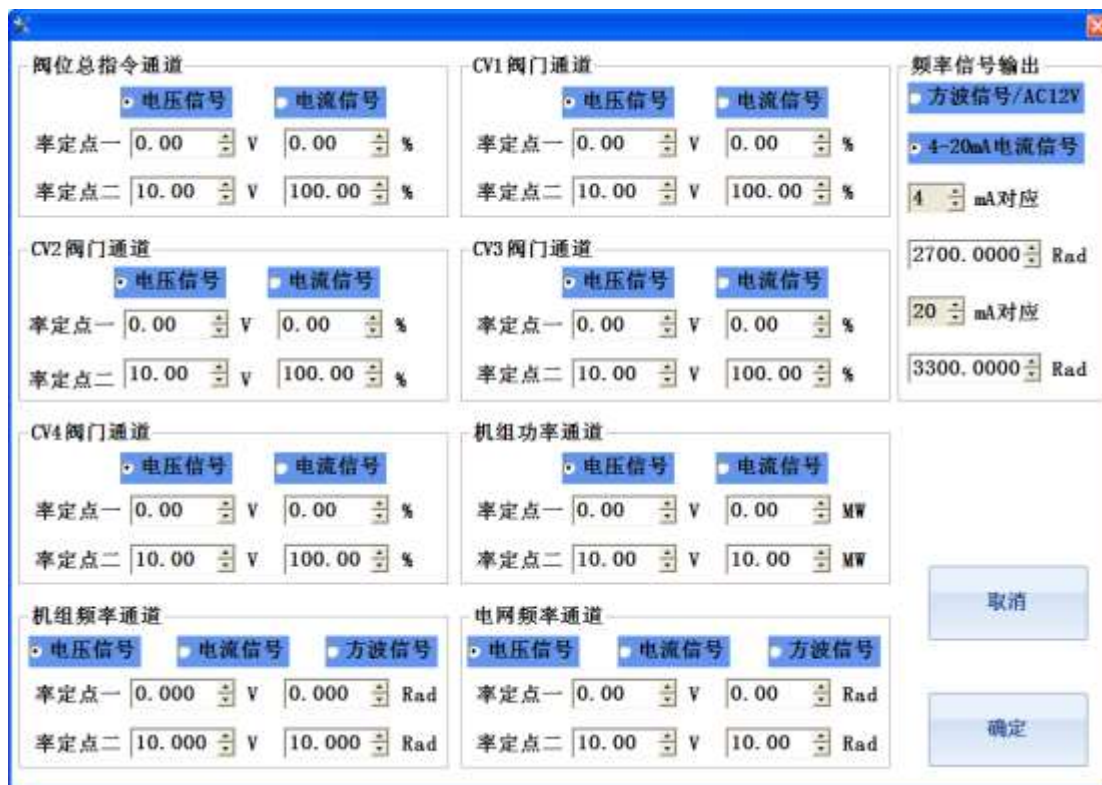 阀位总指令通道
电压信号 电流信号
率定点一 0.00 V 0.00 %
率定点二 10.00 V 100.00 %
CV1阀门通道
电压信号 电流信号
率定点一 0.00 V 0.00 %
率定点二 10.00 V 100.00 %
频率信号输出
方波信号/AC12V
4-20mA电流信号
4 mA对应
2700.0000 Rad
20 mA对应
3300.0000 Rad
CV2阀门通道
电压信号 电流信号
率定点一 0.00 V 0.00 %
率定点二 10.00 V 100.00 %
CV3阀门通道
电压信号 电流信号
率定点一 0.00 V 0.00 %
率定点二 10.00 V 100.00 %
CV4阀门通道
电压信号 电流信号
率定点一 0.00 V 0.00 %
率定点二 10.00 V 100.00 %
机组功率通道
电压信号 电流信号
率定点一 0.00 V 0.00 MW
率定点二 10.00 V 10.00 MW
机组频率通道
电压信号 电流信号 方波信号
率定点一 0.000 V 0.000 Rad
率定点二 10.000 V 10.000 Rad
电网频率通道
电压信号 电流信号 方波信号
率定点一 0.00 V 0.00 Rad
率定点二 10.00 V 10.00 Rad
取消
确定